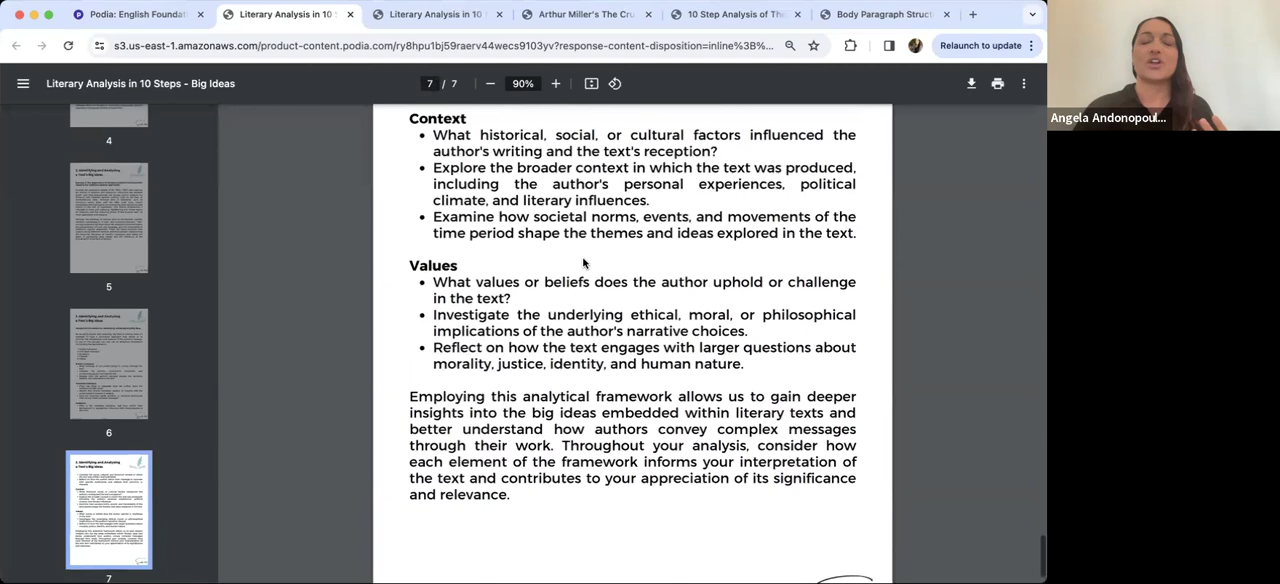 Podia: English Foundat
Literary Analysis in 10 S
Literary Analysis in 10
Arthur Miller's The Cru
10 Step Analysis of The
Body Paragraph Struct
s3.us-east-1.amazonaws.com/product-content.podia.com/ry8hpu1bj59raerv44wecs9103yv?response-content-disposition=inline%3B%...
Relaunch to update
Literary Analysis in 10 Steps - Big Ideas
7 / 7
90%
Angela Andonopoul...
4
5
6
7
Context
• What historical, social, or cultural factors influenced the
author's writing and the text's reception?
• Explore the broader context in which the text was produced,
including the author's personal experiences, political
climate, and literary influences.
• Examine how societal norms, events, and movements of the
time period shape the themes and ideas explored in the text.
Values
• What values or beliefs does the author uphold or challenge
in the text?
• Investigate the underlying ethical, moral, or philosophical
implications of the author's narrative choices.
• Reflect on how the text engages with larger questions about
morality, justice, identity, and human nature.
Employing this analytical framework allows us to gain deeper
insights into the big ideas embedded within literary texts and
better understand how authors convey complex messages
through their work. Throughout your analysis, consider how
each element of the framework informs your interpretation of
the text and contributes to your appreciation of its significance
and relevance.